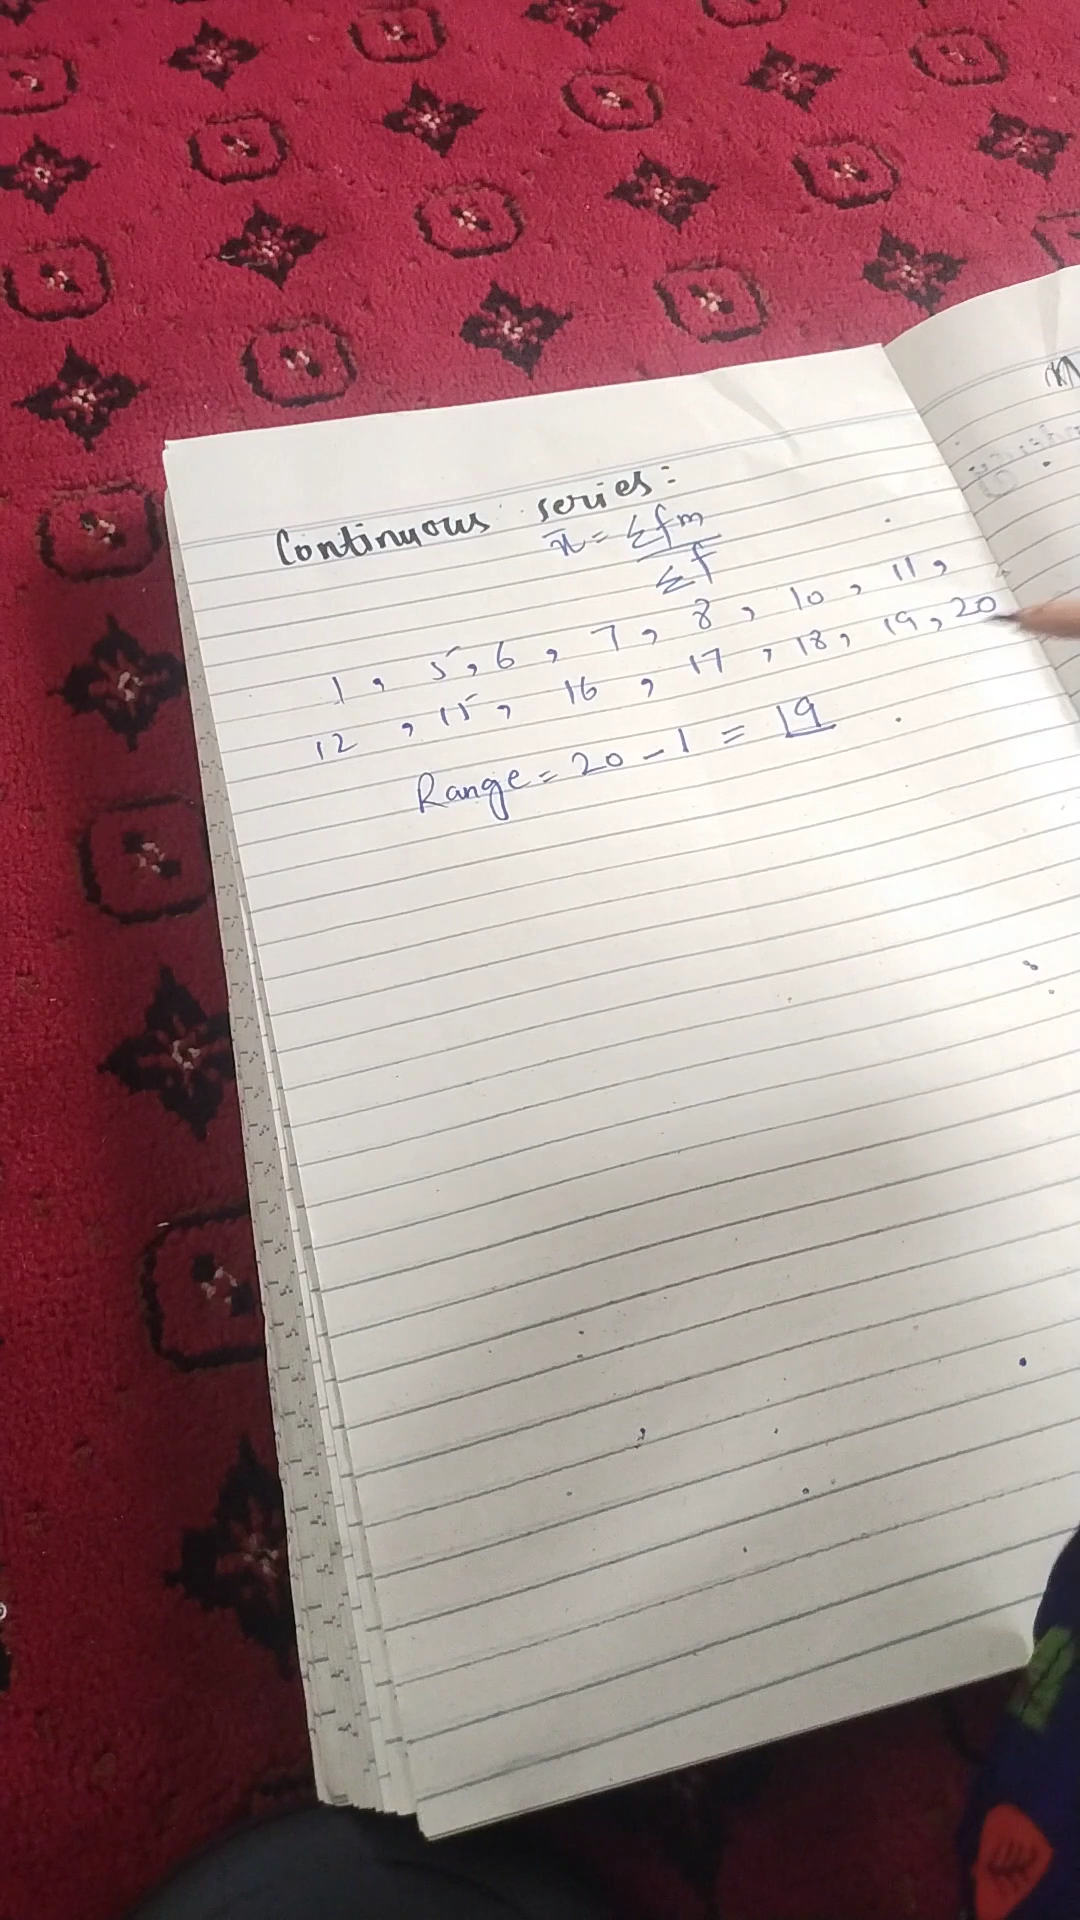 Continuous series:
x̄ = Σfm
Σf
1, 5, 6, 7, 8, 10, 11,
12, 15, 16, 17, 18, 19, 20
Range = 20 - 1 = 19